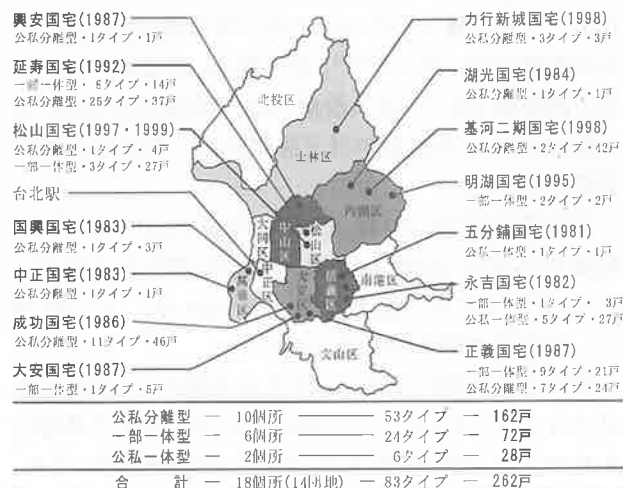 興安国宅(1987)
公私分離型・1タイプ・1戸
延寿国宅(1992)
一部一体型・8タイプ・14戸
公私分離型・25タイプ・37戸
松山国宅(1997・1999)
公私分離型・1タイプ・4戸
一部一体型・3タイプ・27戸
台北駅
国興国宅(1983)
公私分離型・1タイプ・3戸
中正国宅(1983)
公私分離型・1タイプ・1戸
成功国宅(1986)
公私分離型・11タイプ・46戸
大安国宅(1987)
一部一体型・1タイプ・5戸
北投区
士林区
内湖区
大同区
中山区
松山区
中正区
萬華区
大安区
信義区
南港区
文山区
力行新城国宅(1998)
公私分離型・3タイプ・3戸
湖光国宅(1984)
公私分離型・1タイプ・1戸
基河二期国宅(1998)
公私分離型・2タイプ・42戸
明湖国宅(1995)
一部一体型・2タイプ・2戸
五分鋪国宅(1981)
公私一体型・1タイプ・1戸
永吉国宅(1982)
一部一体型・1タイプ・3戸
公私一体型・5タイプ・27戸
正義国宅(1987)
一部一体型・9タイプ・21戸
公私分離型・7タイプ・24戸
公私分離型 — 10個所 —— 53タイプ — 162戸
一部一体型 — 6個所 —— 24タイプ — 72戸
公私一体型 — 2個所 —— 6タイプ — 28戸
合　計 — 18個所(14団地) — 83タイプ — 262戸